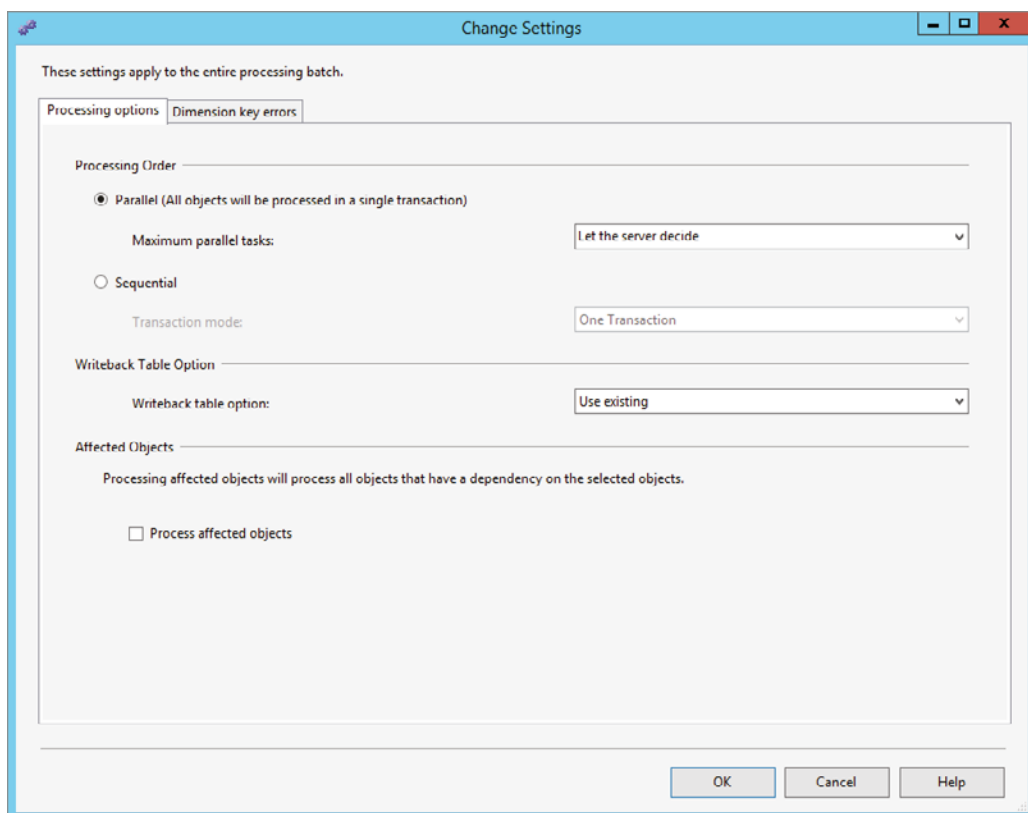 Change Settings
These settings apply to the entire processing batch.
Processing options
Dimension key errors
Processing Order
Parallel (All objects will be processed in a single transaction)
Maximum parallel tasks:
Let the server decide
Sequential
Transaction mode:
One Transaction
Writeback Table Option
Writeback table option:
Use existing
Affected Objects
Processing affected objects will process all objects that have a dependency on the selected objects.
Process affected objects
OK
Cancel
Help